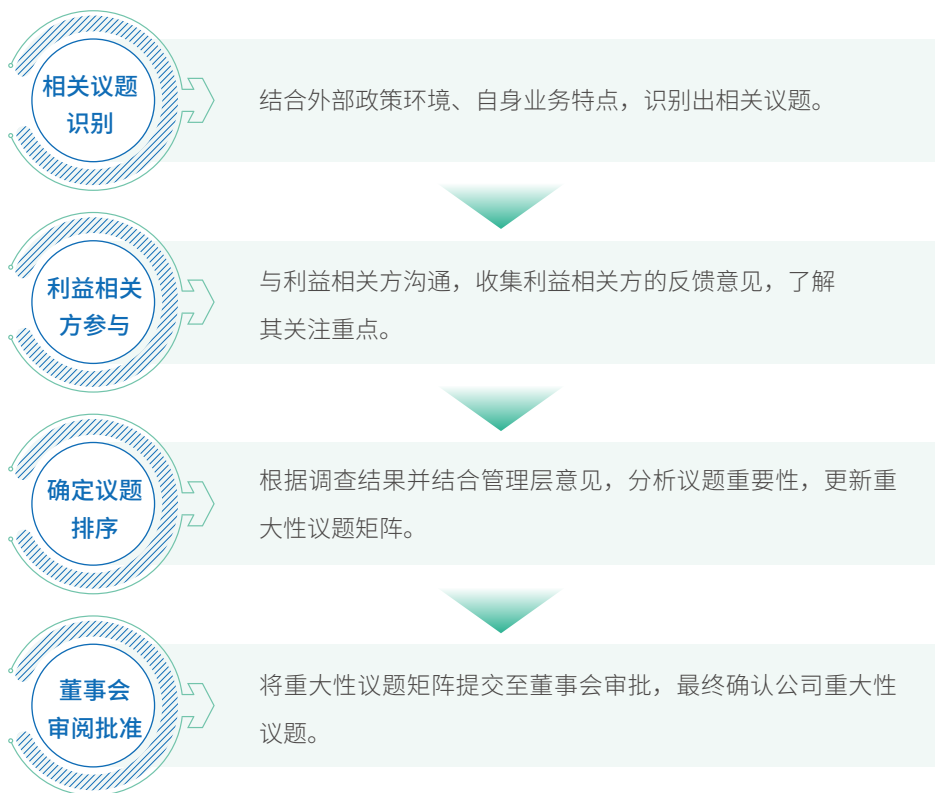 相关议题
识别
结合外部政策环境、自身业务特点，识别出相关议题。
利益相关
方参与
与利益相关方沟通，收集利益相关方的反馈意见，了解
其关注重点。
确定议题
排序
根据调查结果并结合管理层意见，分析议题重要性，更新重
大性议题矩阵。
董事会
审阅批准
将重大性议题矩阵提交至董事会审批，最终确认公司重大性
议题。